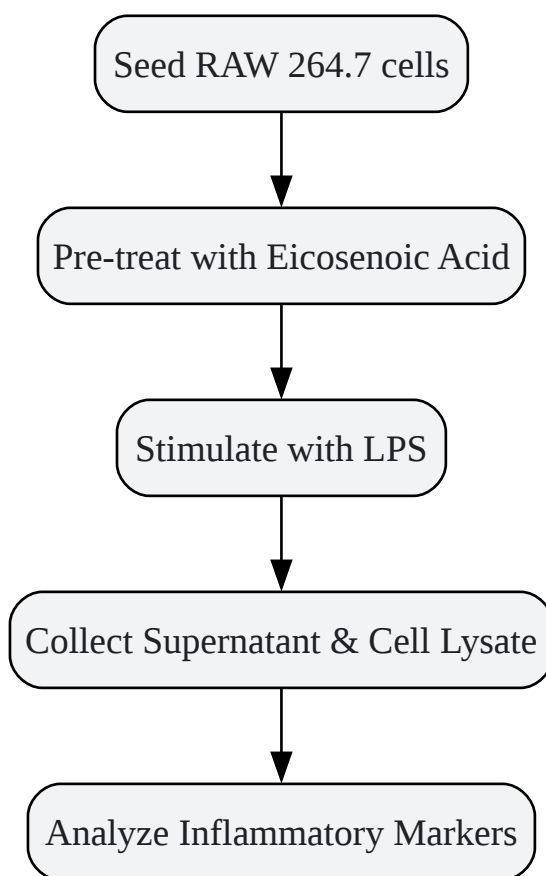 Seed RAW 264.7 cells
Pre-treat with Eicosenoic Acid
Stimulate with LPS
Collect Supernatant & Cell Lysate
Analyze Inflammatory Markers